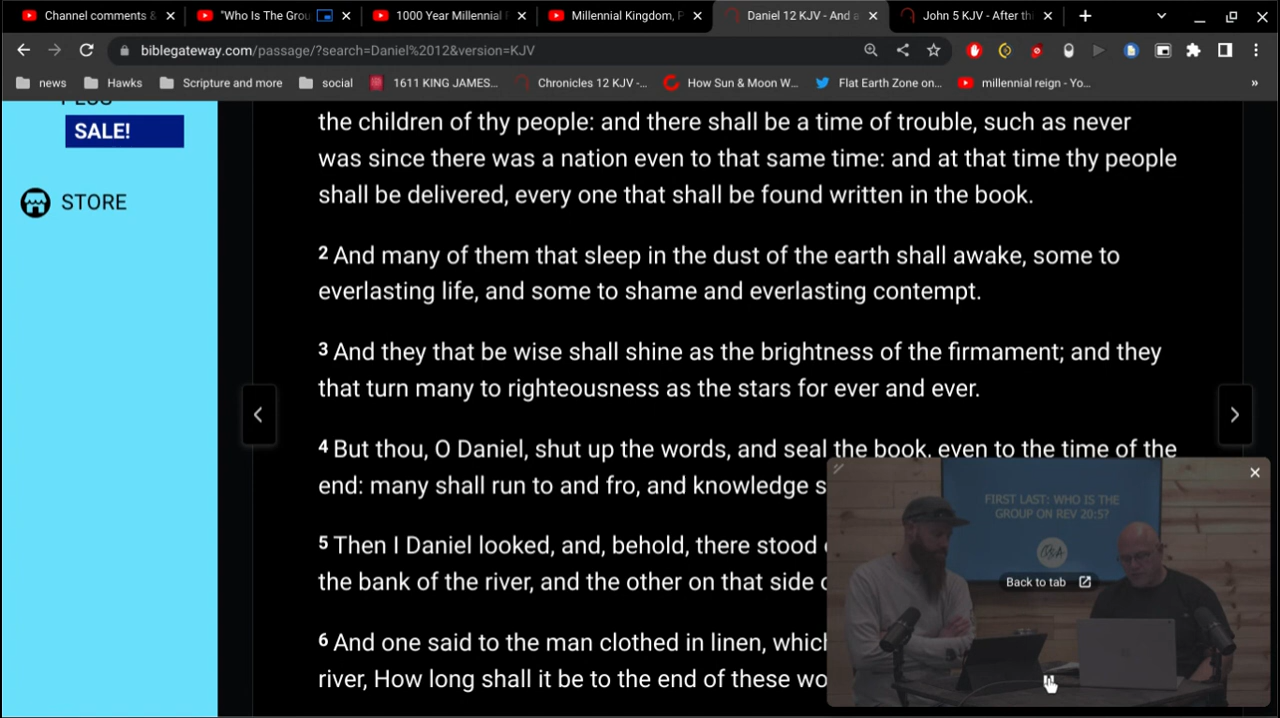 Channel comments &
"Who Is The Grou
1000 Year Millennial
Millennial Kingdom, P
Daniel 12 KJV - And a
John 5 KJV - After th
biblegateway.com/passage/?search=Daniel%2012&version=KJV
news
Hawks
Scripture and more
social
1611 KING JAMES...
Chronicles 12 KJV -...
How Sun & Moon W...
Flat Earth Zone on...
millennial reign - Yo...
»
PLUS
SALE!
STORE
the children of thy people: and there shall be a time of trouble, such as never
was since there was a nation even to that same time: and at that time thy people
shall be delivered, every one that shall be found written in the book.
2 And many of them that sleep in the dust of the earth shall awake, some to
everlasting life, and some to shame and everlasting contempt.
3 And they that be wise shall shine as the brightness of the firmament; and they
that turn many to righteousness as the stars for ever and ever.
4 But thou, O Daniel, shut up the words, and seal the book, even to the time of the
end: many shall run to and fro, and knowledge s
5 Then I Daniel looked, and, behold, there stood
the bank of the river, and the other on that side
6 And one said to the man clothed in linen, which
river, How long shall it be to the end of these wo
FIRST LAST: WHO IS THE
GROUP ON REV 20:5?
Q&A
Back to tab